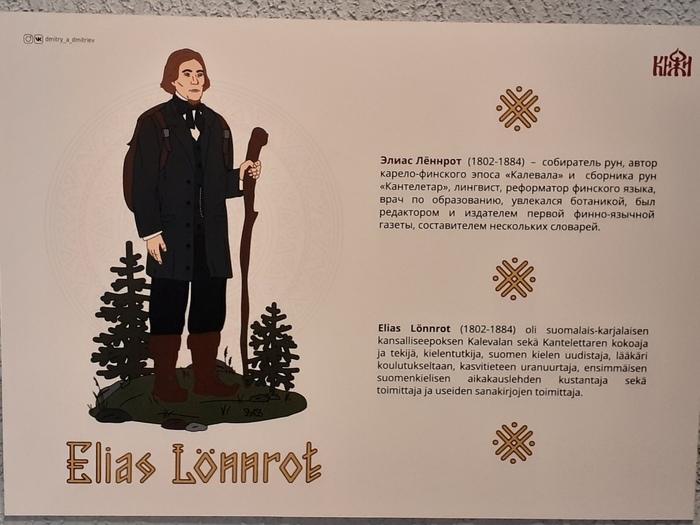 dmitry_a_dmitriev
КИЖИ
Элиас Лённрот (1802-1884) – собиратель рун, автор
карело-финского эпоса «Калевала» и сборника рун
«Кантелетар», лингвист, реформатор финского языка,
врач по образованию, увлекался ботаникой, был
редактором и издателем первой финно-язычной
газеты, составителем нескольких словарей.
Elias Lönnrot (1802-1884) oli suomalais-karjalaisen
kansalliseepoksen Kalevalan sekä Kantelettaren kokoaja
ja tekijä, kielentutkija, suomen kielen uudistaja, lääkäri
koulutukseltaan, kasvitieteen uranuurtaja, ensimmäisen
suomenkielisen aikakauslehden kustantaja sekä
toimittaja ja useiden sanakirjojen toimittaja.
Elias Lönnrot